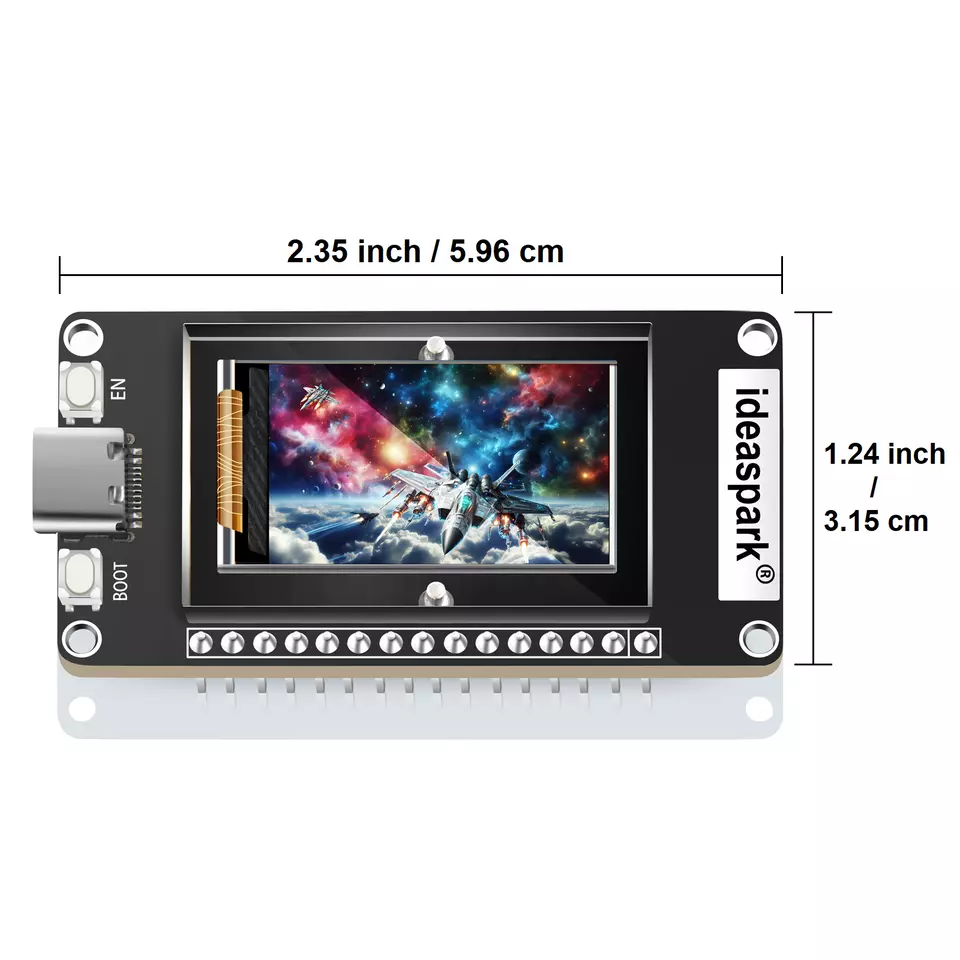 2.35 inch / 5.96 cm
EN
ideaspark®
1.24 inch
/
3.15 cm
BOOT